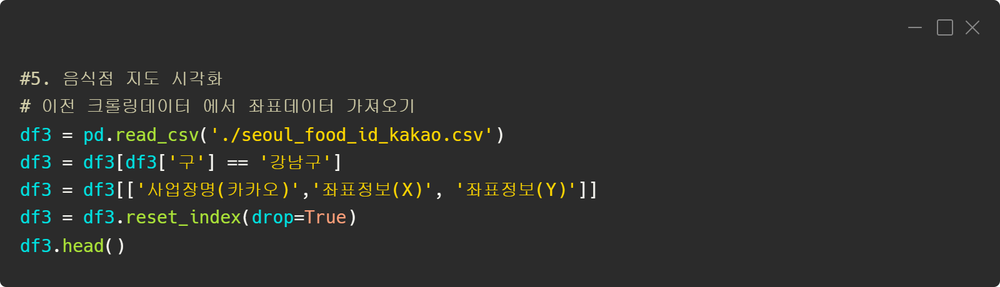 #5. 음식점 지도 시각화
# 이전 크롤링데이터 에서 좌표데이터 가져오기
df3 = pd.read_csv('./seoul_food_id_kakao.csv')
df3 = df3[df3['구'] == '강남구']
df3 = df3[['사업장명(카카오)','좌표정보(X)', '좌표정보(Y)']]
df3 = df3.reset_index(drop=True)
df3.head()